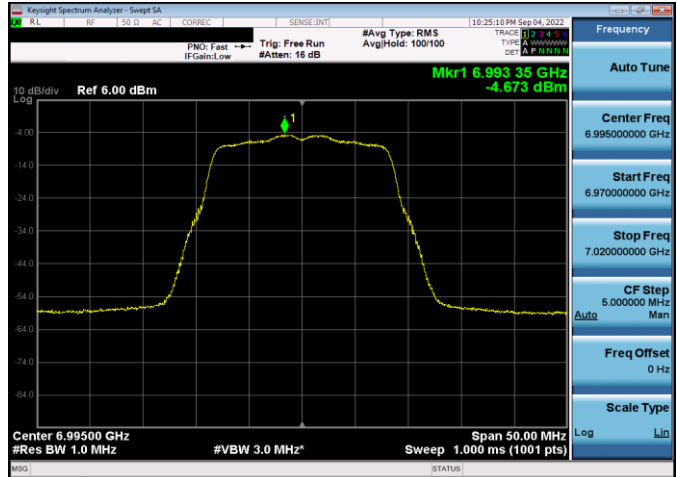 Keysight Spectrum Analyzer - Swept SA
RL RF 50 Ω AC CORREC SENSE:INT 10:25:10 PM Sep 04, 2022
PNO: Fast
IFGain:Low
Trig: Free Run
#Atten: 16 dB
#Avg Type: RMS
Avg|Hold: 100/100
TRACE 1 2 3 4 5 6
TYPE A WWWWW
DET A P N N N N
Mkr1 6.993 35 GHz
-4.673 dBm
10 dB/div Ref 6.00 dBm
Log
1
-4.00
-14.0
-24.0
-34.0
-44.0
-54.0
-64.0
-74.0
-84.0
Center 6.99500 GHz Span 50.00 MHz
#Res BW 1.0 MHz #VBW 3.0 MHz* Sweep 1.000 ms (1001 pts)
MSG STATUS
Frequency
Auto Tune
Center Freq
6.995000000 GHz
Start Freq
6.970000000 GHz
Stop Freq
7.020000000 GHz
CF Step
5.000000 MHz
Auto Man
Freq Offset
0 Hz
Scale Type
Log Lin